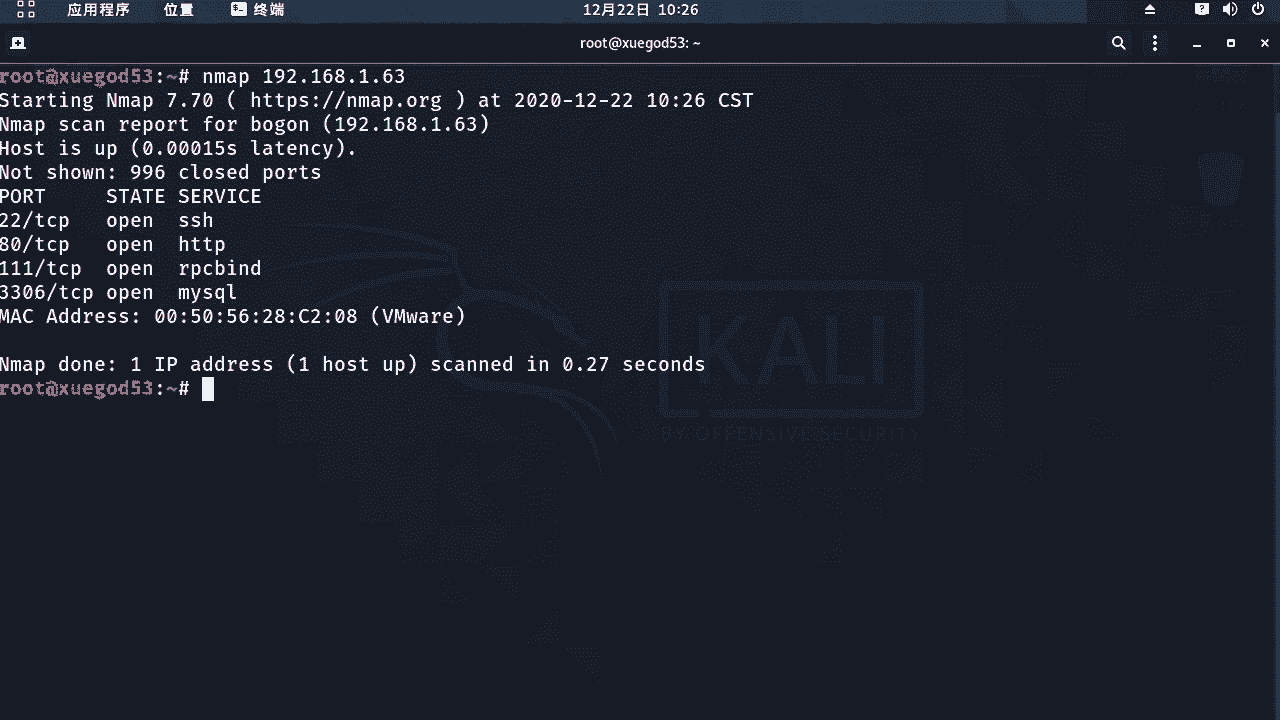 应用程序 位置 终端 12月22日 10:26
root@xuegod53: ~
root@xuegod53:~# nmap 192.168.1.63
Starting Nmap 7.70 ( https://nmap.org ) at 2020-12-22 10:26 CST
Nmap scan report for bogon (192.168.1.63)
Host is up (0.00015s latency).
Not shown: 996 closed ports
PORT     STATE SERVICE
22/tcp   open  ssh
80/tcp   open  http
111/tcp  open  rpcbind
3306/tcp open  mysql
MAC Address: 00:50:56:28:C2:08 (VMware)
Nmap done: 1 IP address (1 host up) scanned in 0.27 seconds
root@xuegod53:~#
KALI
BY OFFENSIVE SECURITY